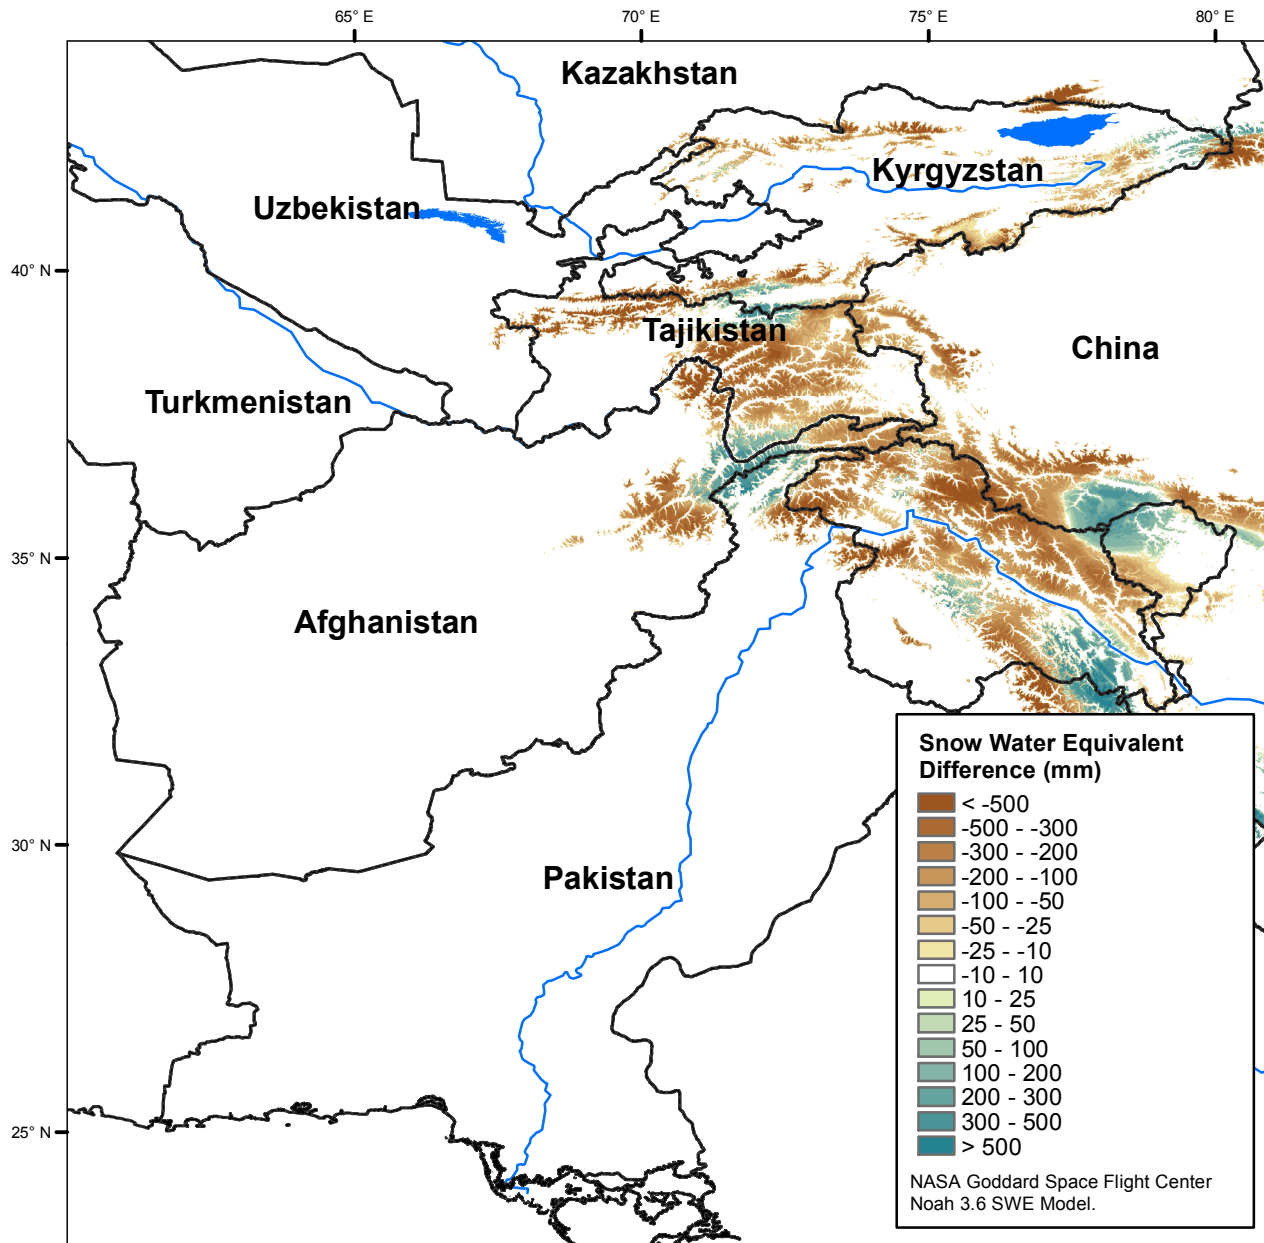 65° E
70° E
75° E
80° E
Kazakhstan
Kyrgyzstan
Uzbekistan
40° N
Tajikistan
China
Turkmenistan
35° N
Afghanistan
Snow Water Equivalent
Difference (mm)
< -500
-500 - -300
-300 - -200
-200 - -100
-100 - -50
-50 - -25
-25 - -10
-10 - 10
10 - 25
25 - 50
50 - 100
100 - 200
200 - 300
300 - 500
> 500
NASA Goddard Space Flight Center
Noah 3.6 SWE Model.
30° N
Pakistan
25° N